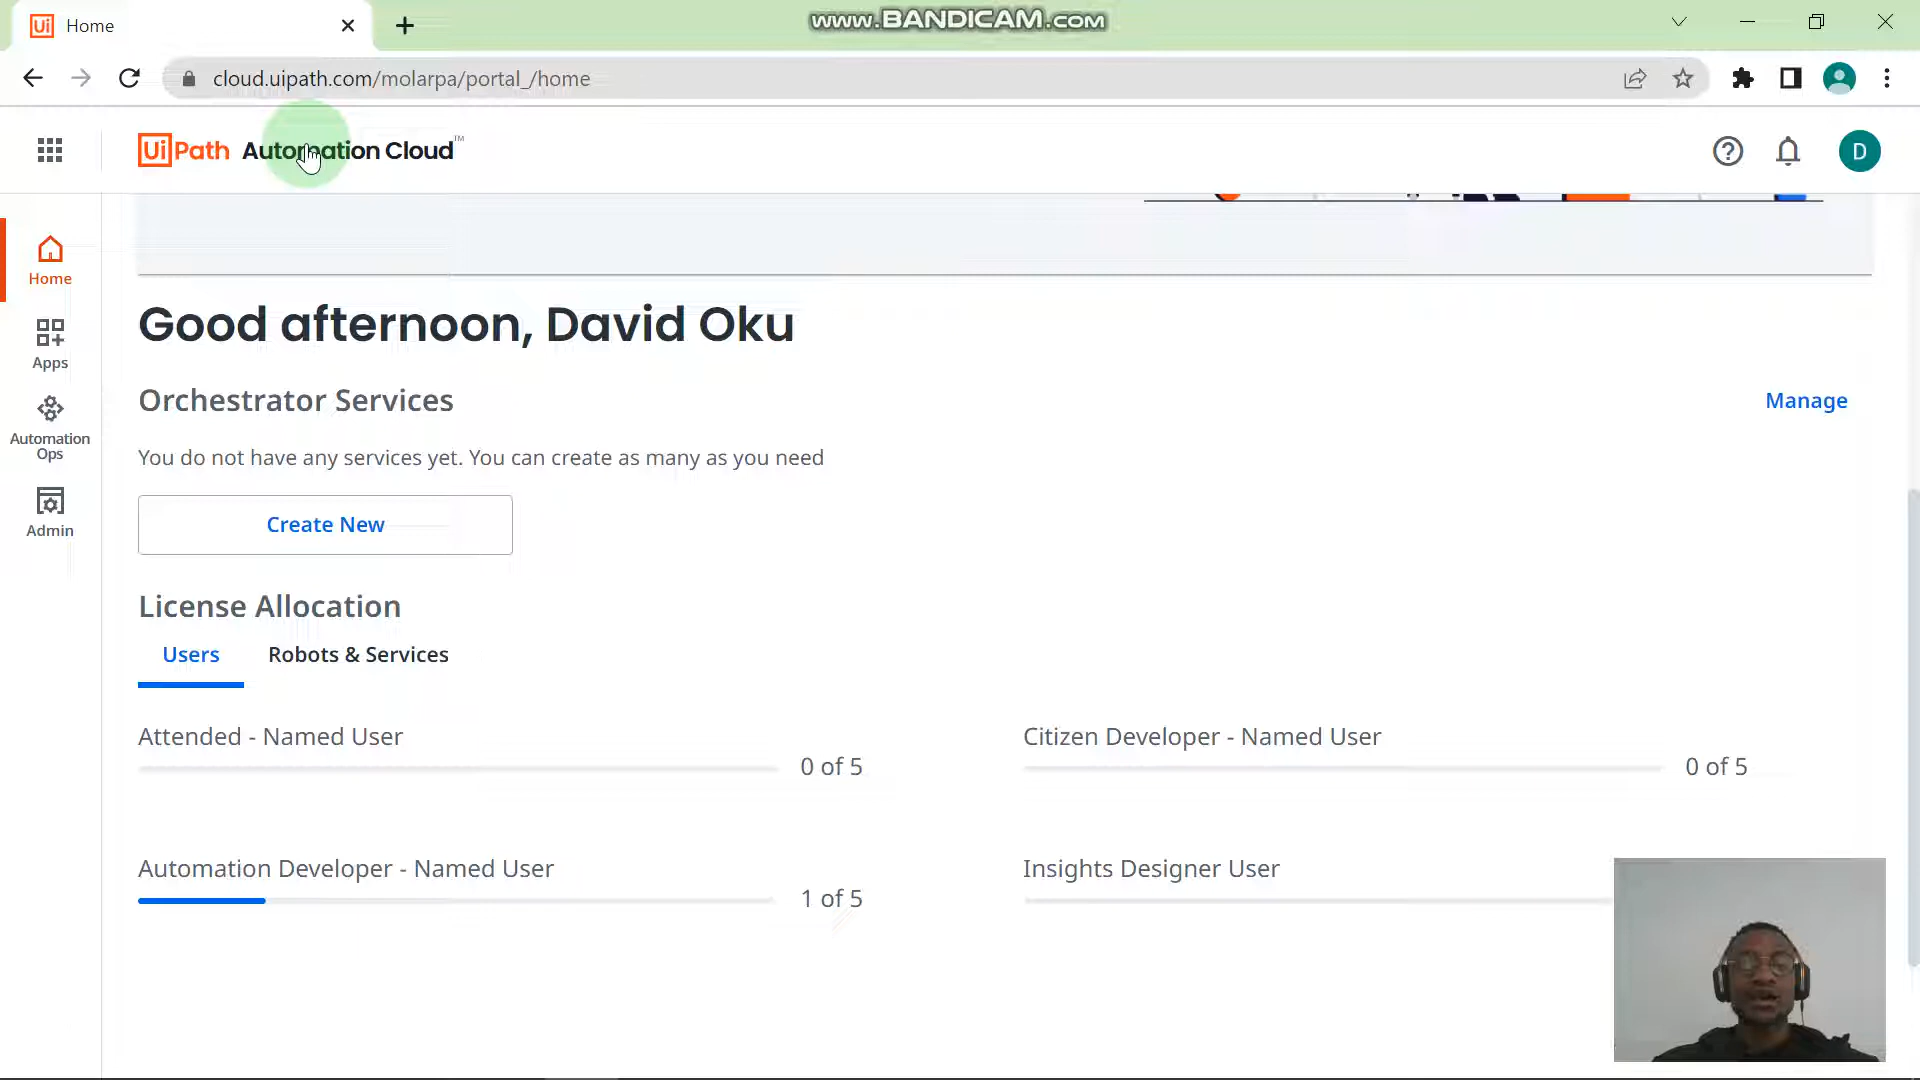 Ui Home
www.BANDICAM.COM
cloud.uipath.com/molarpa/portal_/home
UiPath Automation Cloud™
D
Home
Apps
Automation
Ops
Admin
Good afternoon, David Oku
Orchestrator Services
Manage
You do not have any services yet. You can create as many as you need
Create New
License Allocation
Users Robots & Services
Attended - Named User
0 of 5
Citizen Developer - Named User
0 of 5
Automation Developer - Named User
1 of 5
Insights Designer User